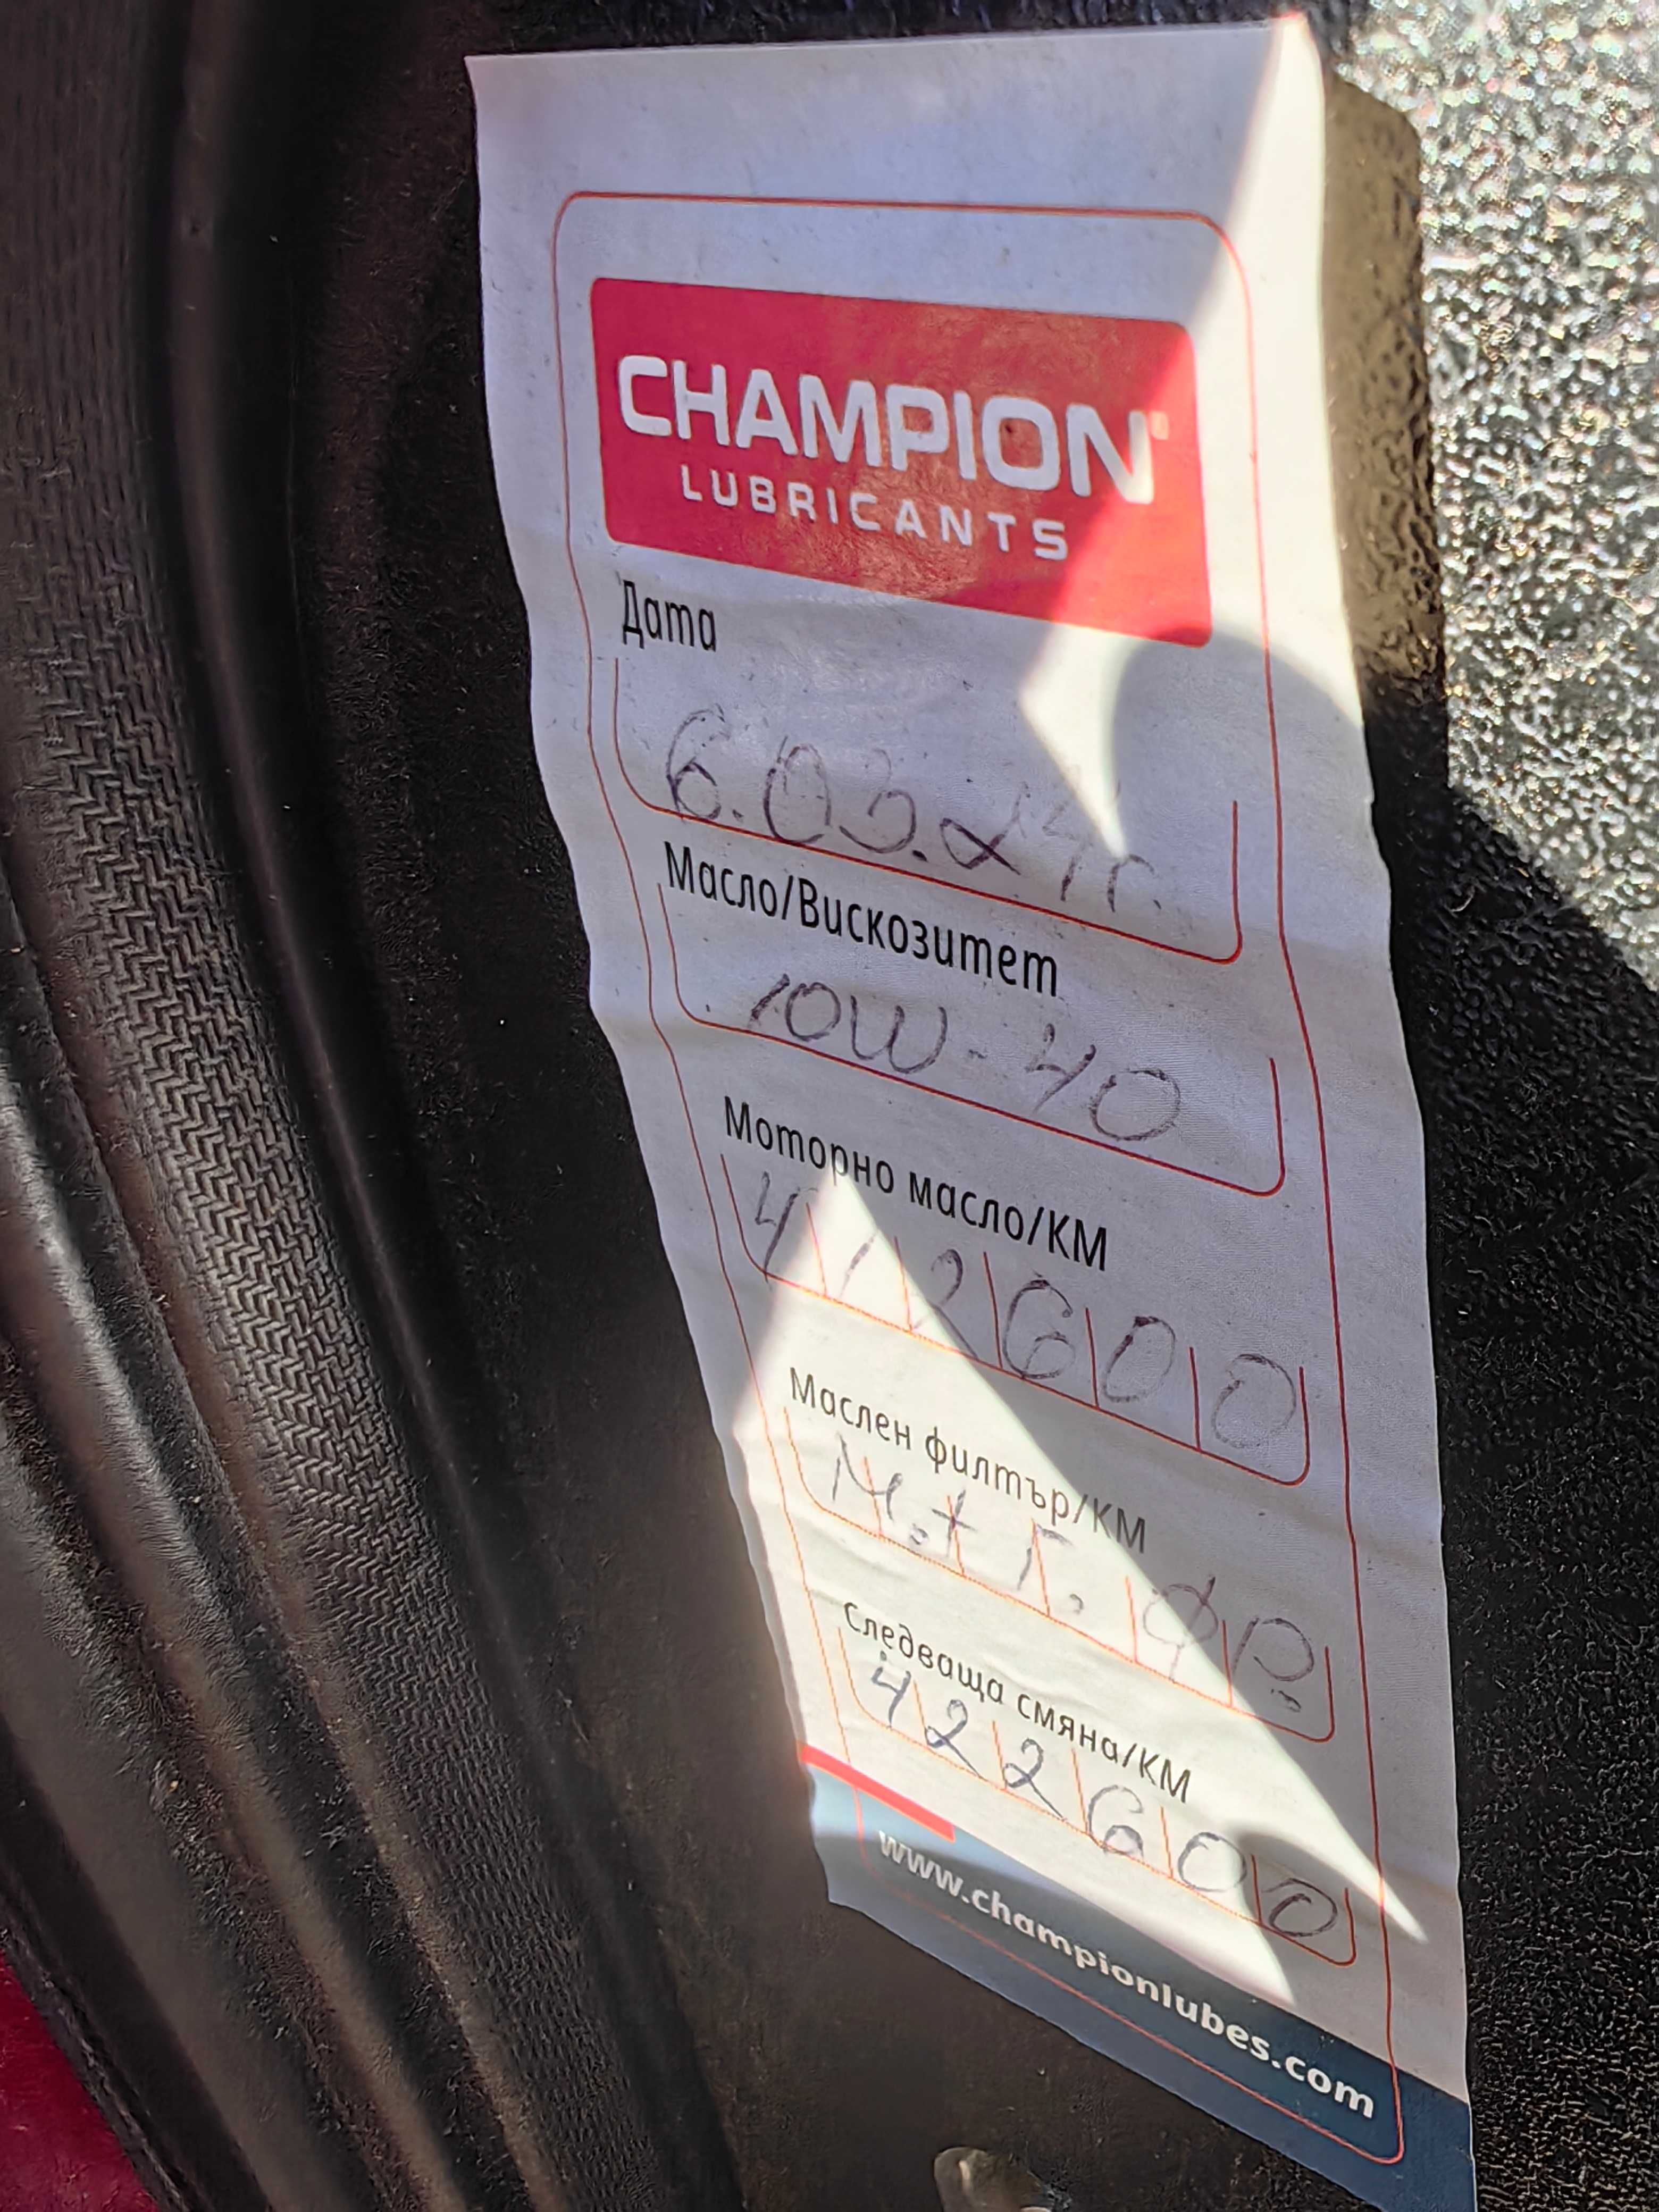 CHAMPION®
LUBRICANTS
Дата
6.03.24г.
Масло/Вискозитет
10W-40
Моторно масло/КМ
412600
Маслен филтър/КМ
М.+Г.ФР.
Следваща смяна/КМ
422600
www.championlubes.com